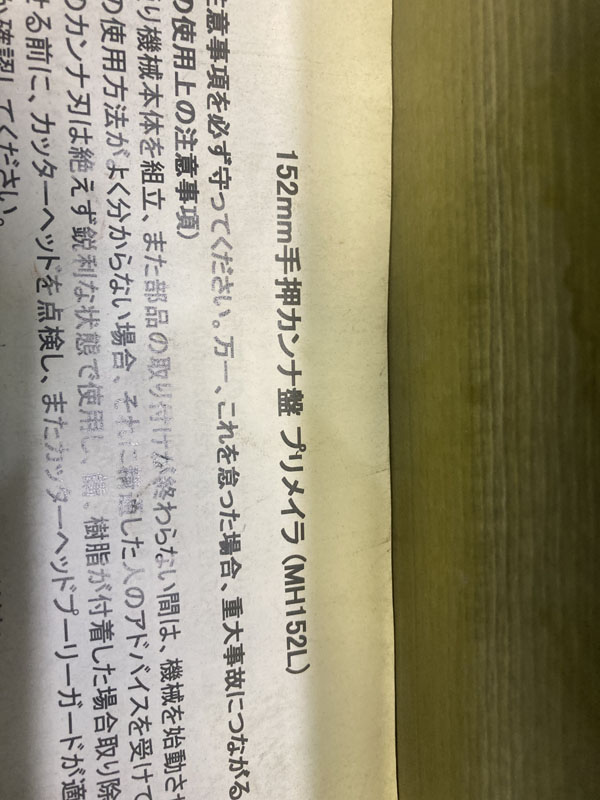 152mm手押カンナ盤 プリメイラ (MH152L)
注意事項を必ず守ってください。万一、これを怠った場合、重大事故につながる
の使用上の注意事項)
り機械本体を組立、また部品の取り付けが終わらない間は、機械を始動させ
の使用方法がよく分からない場合、それに精通した人のアドバイスを受けて
のカンナ刃は絶えず鋭利な状態で使用し、錆、樹脂が付着した場合取り除
ける前に、カッターヘッドを点検し、またカッターヘッドプーリーガードが適
確認してください。